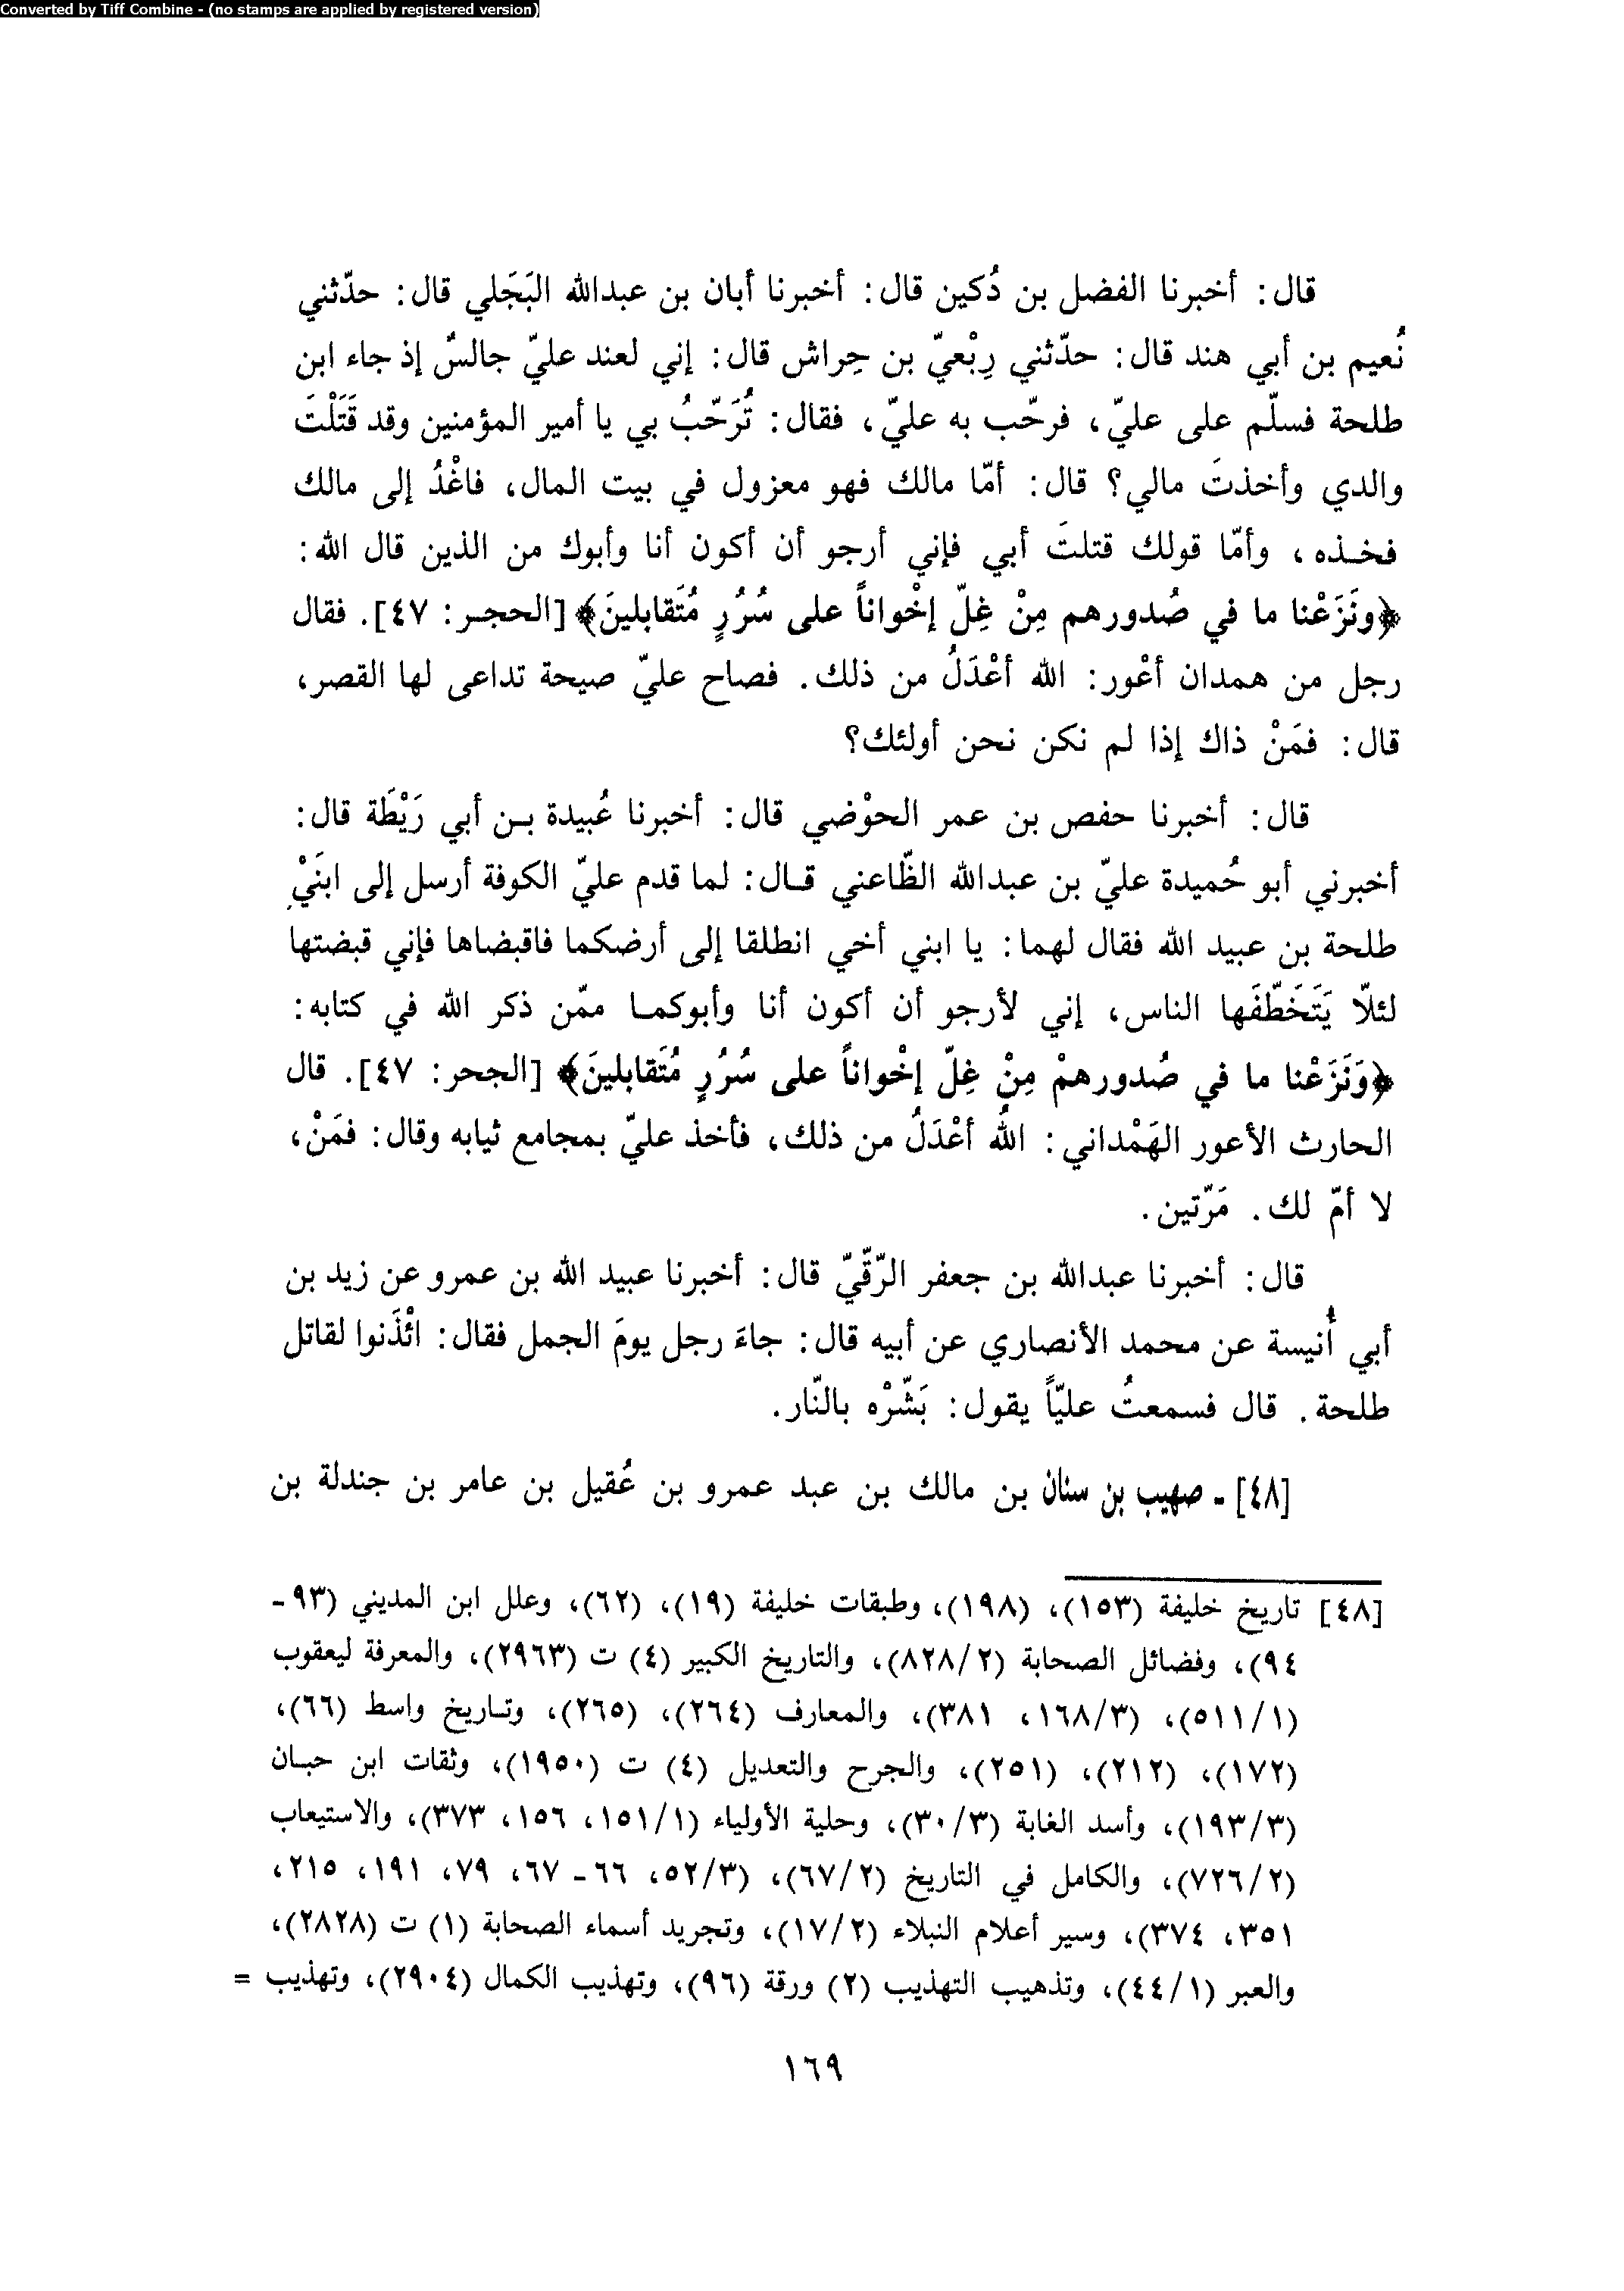 Converted by Tiff Combine - (no stamps are applied by registered version)
قال: أخبرنا الفضل بن دُكين قال: أخبرنا أبان بن عبدالله البَجَلي قال: حدّثني
نُعيم بن أبي هند قال: حدّثني رِبْعيّ بن حِراش قال: إني لعند عليّ جالسٌ إذ جاء ابن
طلحة فسلّم على عليّ، فرحّب به عليّ، فقال: تُرَحّبُ بي يا أمير المؤمنين وقد قَتَلْتَ
والدي وأخذتَ مالي؟ قال: أمّا مالك فهو معزول في بيت المال، فاغْدُ إلى مالك
فخـذه، وأمّا قولك قتلتَ أبي فإني أرجو أن أكون أنا وأبوك من الذين قال الله:
﴿ونَزَعْنا ما في صُدورهم مِنْ غِلّ إخْواناً على سُرُرٍ مُتَقابلينَ﴾ [الحجـر: ٤٧]. فقال
رجل من همدان أعْور: الله أعْدَلُ من ذلك. فصاح عليّ صيحة تداعى لها القصر،
قال: فمَنْ ذاك إذا لم نكن نحن أولئك؟
قال: أخبرنا حفص بن عمر الحوْضي قال: أخبرنا عُبيدة بـن أبي رَيْطَة قال:
أخبرني أبو حُميدة عليّ بن عبدالله الظّاعني قـال: لما قدم عليّ الكوفة أرسل إلى ابنَيْ
طلحة بن عبيد الله فقال لهما: يا ابني أخي انطلقا إلى أرضكما فاقبضاها فإني قبضتها
لئلّا يَتَخَطّفَها الناس، إني لأرجو أن أكون أنا وأبوكمـا ممّن ذكر الله في كتابه:
﴿وَنَزَعْنا ما في صُدورهمْ مِنْ غِلّ إخْواناً على سُرُرٍ مُتَقابلينَ﴾ [الجحر: ٤٧]. قال
الحارث الأعور الهَمْداني: اللهُ أعْدَلُ من ذلك، فأخذ عليّ بمجامع ثيابه وقال: فمَنْ،
لا أمّ لك. مَرّتين.
قال: أخبرنا عبدالله بن جعفر الرّقّيّ قال: أخبرنا عبيد الله بن عمرو عن زيد بن
أبي أُنيسة عن محمد الأنصاري عن أبيه قال: جاءَ رجل يومَ الجمل فقال: ائْذَنوا لقاتل
طلحة. قال فسمعتُ عليّاً يقول: بَشّرْه بالنّار.
[٤٨] ـ صهيب بن سنان بن مالك بن عبد عمرو بن عُقيل بن عامر بن جندلة بن
[٤٨] تاريخ خليفة (١٥٣)، (١٩٨)، وطبقات خليفة (١٩)، (٦٢)، وعلل ابن المديني (٩٣ ـ
٩٤)، وفضائل الصحابة (٨٢٨/٢)، والتاريخ الكبير (٤) ت (٢٩٦٣)، والمعرفة ليعقوب
(٥١١/١)، (١٦٨/٣، ٣٨١)، والمعارف (٢٦٤)، (٢٦٥)، وتـاريخ واسط (٦٦)،
(١٧٢)، (٢١٢)، (٢٥١)، والجرح والتعديل (٤) ت (١٩٥٠)، وثقات ابن حبـان
(١٩٣/٣)، وأسد الغابة (٣٠/٣)، وحلية الأولياء (١٥١/١، ١٥٦، ٣٧٣)، والاستيعاب
(٧٢٦/٢)، والكامل في التاريخ (٦٧/٢)، (٥٢/٣، ٦٦ ـ ٦٧، ٧٩، ١٩١، ٢١٥،
٣٥١، ٣٧٤)، وسير أعلام النبلاء (١٧/٢)، وتجريد أسماء الصحابة (١) ت (٢٨٢٨)،
والعبر (٤٤/١)، وتذهيب التهذيب (٢) ورقة (٩٦)، وتهذيب الكمال (٢٩٠٤)، وتهذيب =
١٦٩